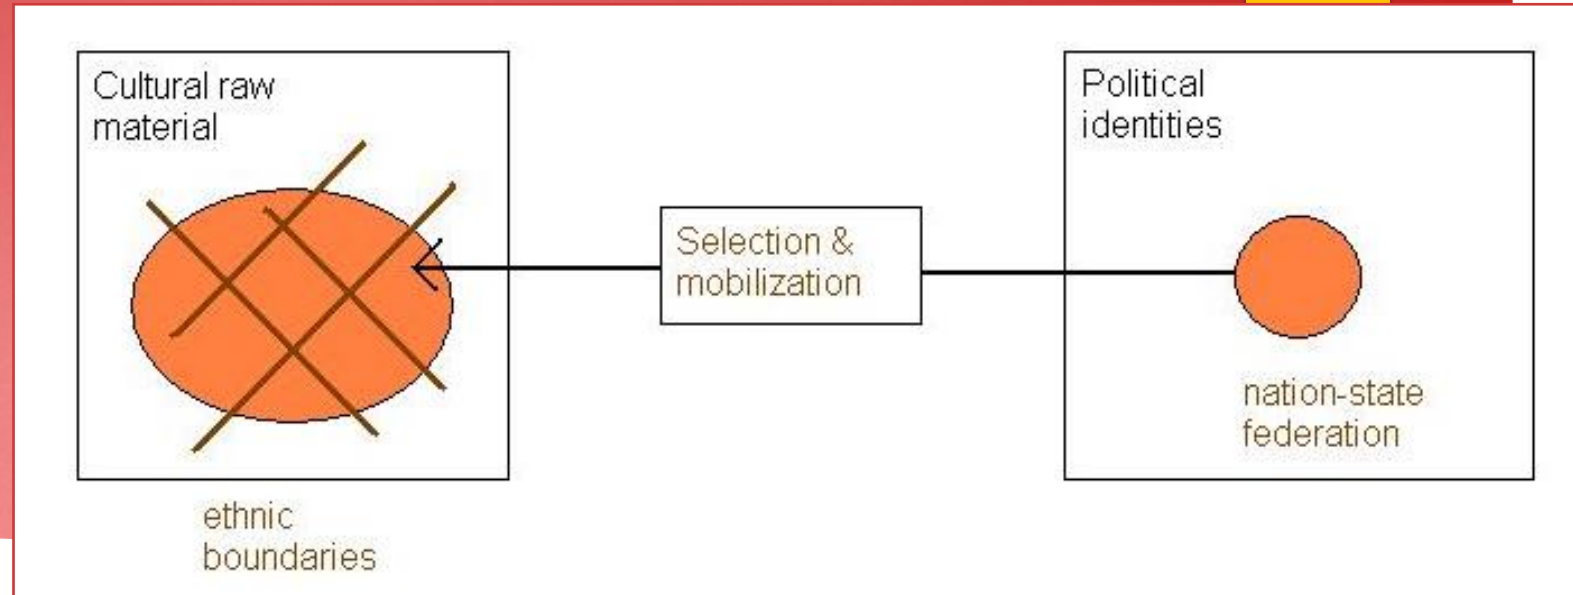 Cultural raw
material
ethnic
boundaries
Selection &
mobilization
Political
identities
nation-state
federation